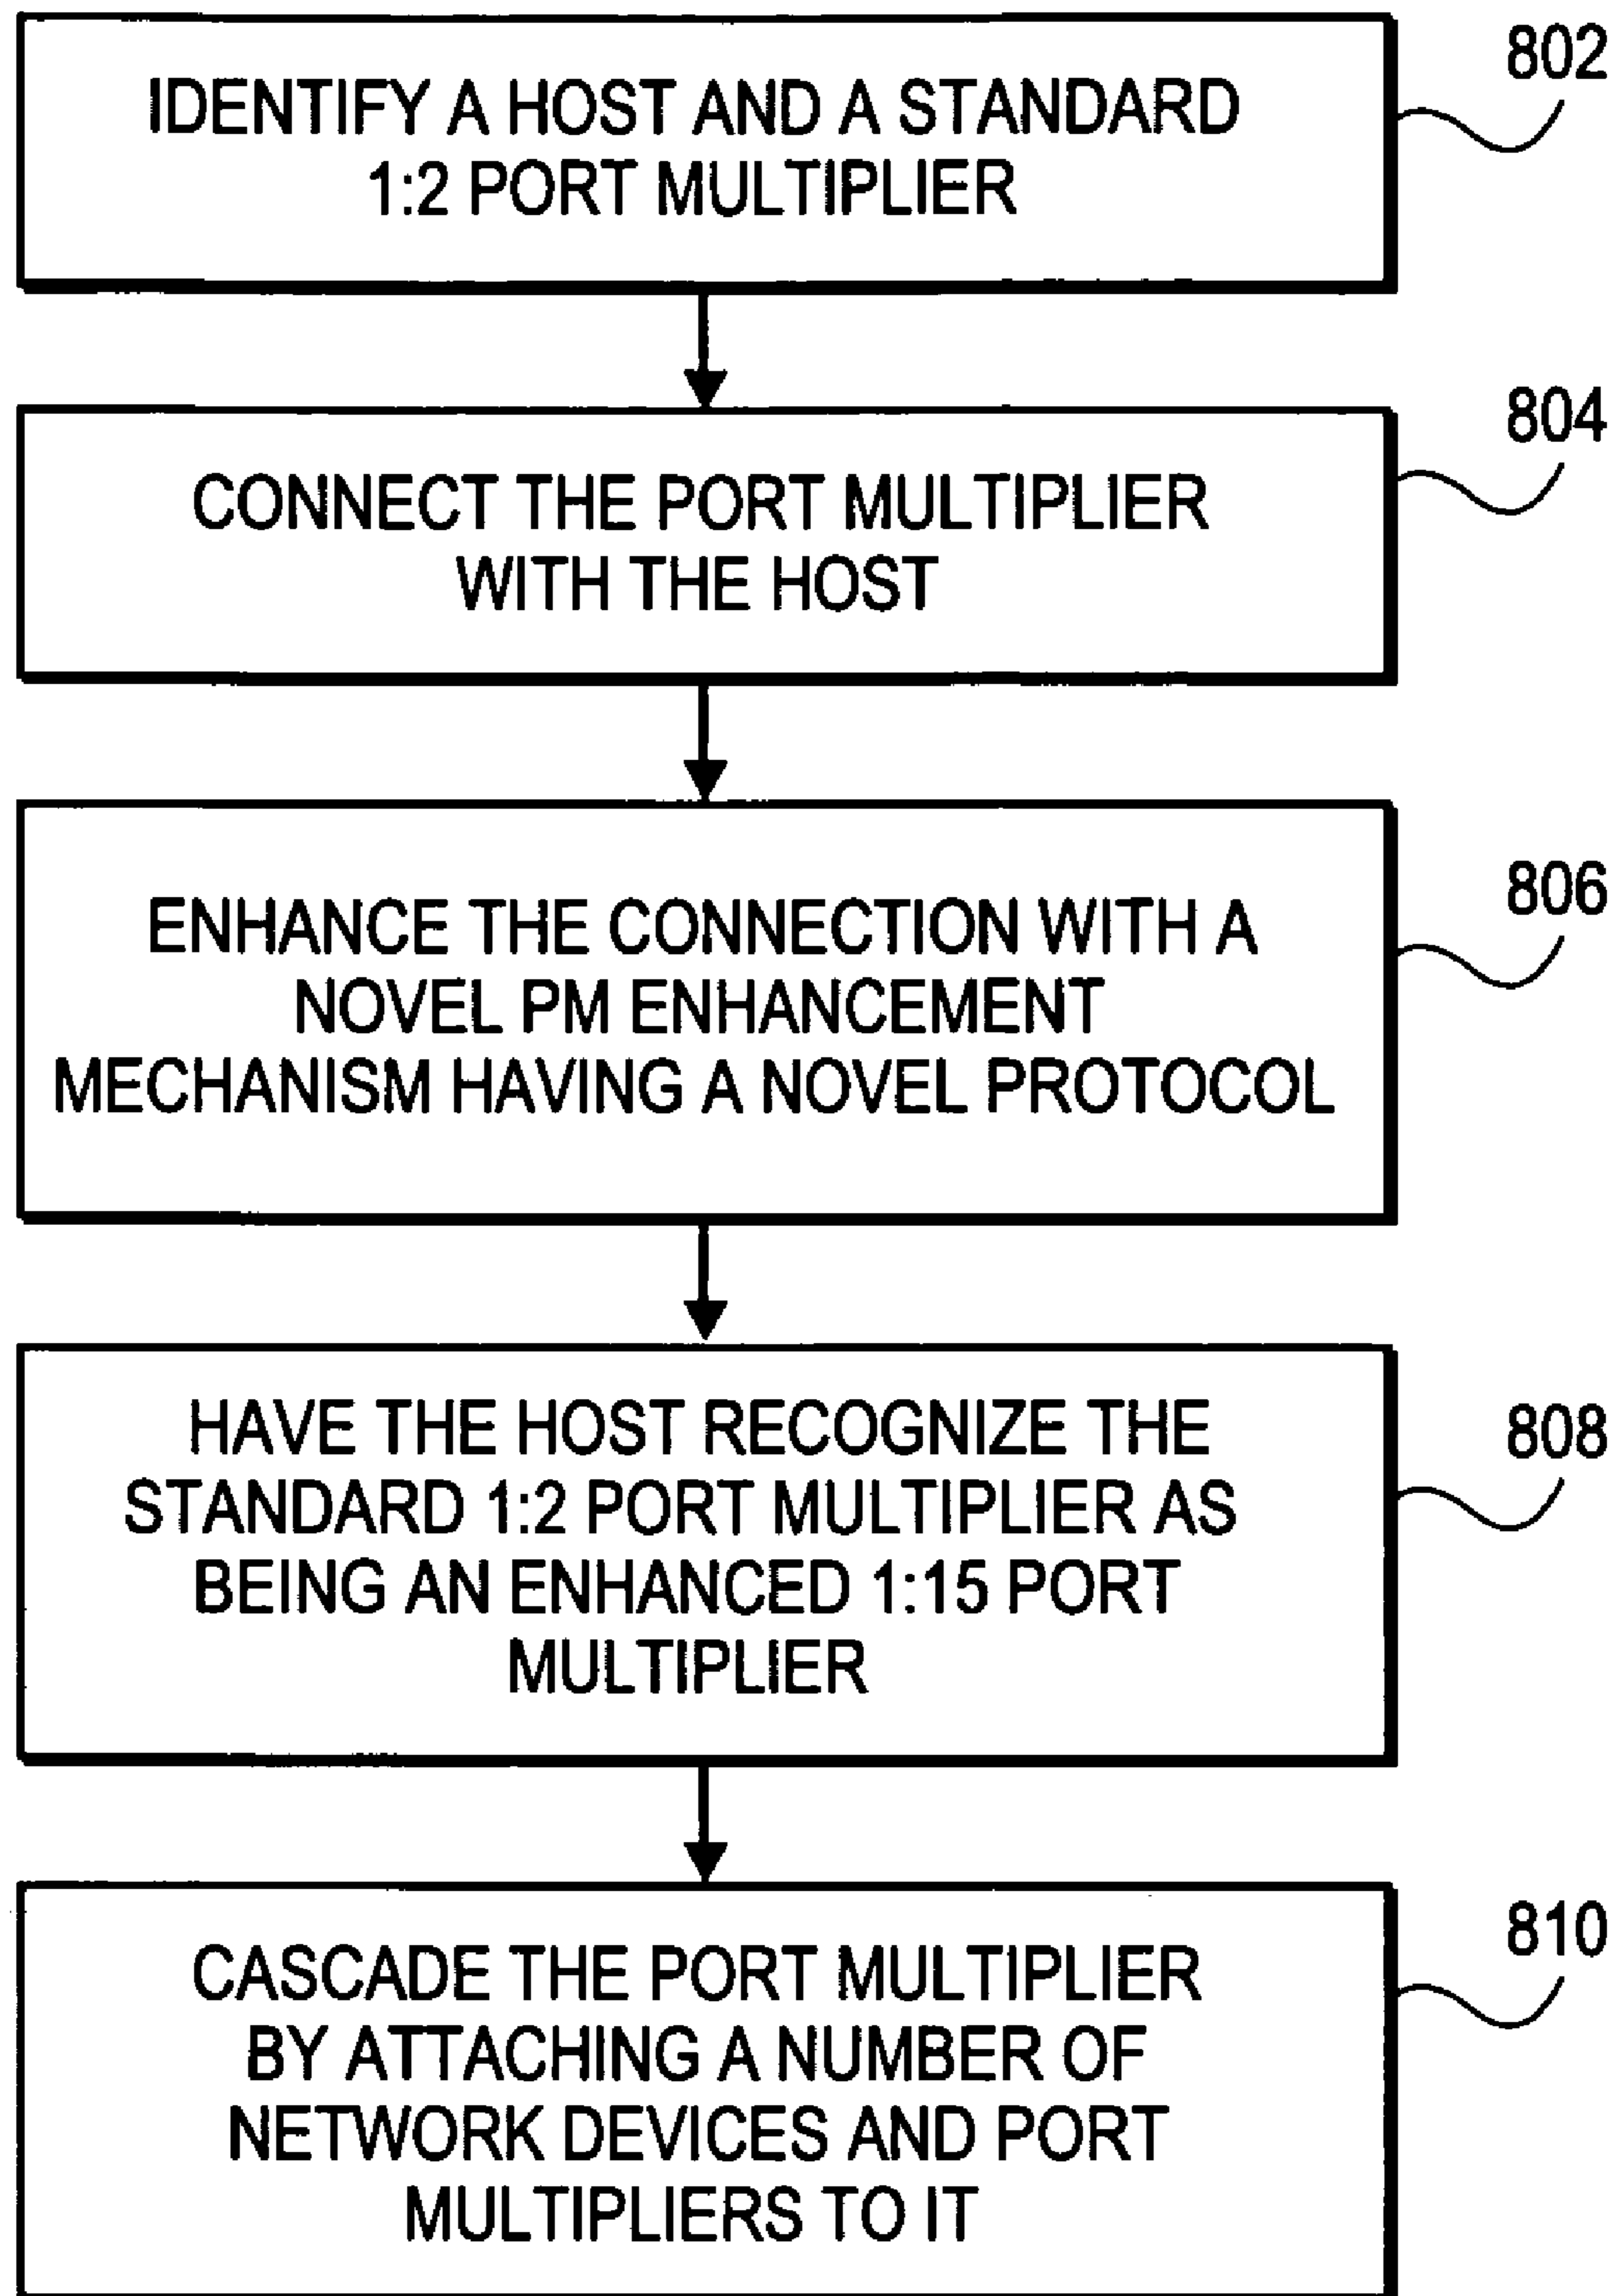 802
IDENTIFY A HOST AND A STANDARD
1:2 PORT MULTIPLIER
804
CONNECT THE PORT MULTIPLIER
WITH THE HOST
806
ENHANCE THE CONNECTION WITH A
NOVEL PM ENHANCEMENT
MECHANISM HAVING A NOVEL PROTOCOL
808
HAVE THE HOST RECOGNIZE THE
STANDARD 1:2 PORT MULTIPLIER AS
BEING AN ENHANCED 1:15 PORT
MULTIPLIER
810
CASCADE THE PORT MULTIPLIER
BY ATTACHING A NUMBER OF
NETWORK DEVICES AND PORT
MULTIPLIERS TO IT